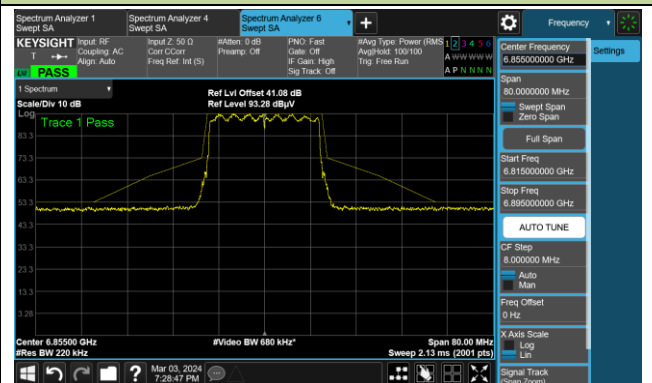 Spectrum Analyzer 1
Swept SA
Spectrum Analyzer 4
Swept SA
Spectrum Analyzer 6
Swept SA
Frequency
KEYSIGHT
Input: RF
Coupling: AC
Align: Auto
Input Z: 50 Ω
Corr CCorr
Freq Ref: Int (S)
#Atten: 0 dB
Preamp: Off
PNO: Fast
Gate: Off
IF Gain: High
Sig Track: Off
#Avg Type: Power (RMS
Avg|Hold: 100/100
Trig: Free Run
1 2 3 4 5 6
A W W W W W
A P N N N N
T
LXI
PASS
1 Spectrum
Scale/Div 10 dB
Log
Ref Lvl Offset 41.08 dB
Ref Level 93.28 dBµV
Trace 1 Pass
83.3
73.3
63.3
53.3
43.3
33.3
23.3
13.3
3.28
Center 6.85500 GHz
#Res BW 220 kHz
#Video BW 680 kHz*
Span 80.00 MHz
Sweep 2.13 ms (2001 pts)
Mar 03, 2024
7:28:47 PM
Center Frequency
6.855000000 GHz
Settings
Span
80.0000000 MHz
Swept Span
Zero Span
Full Span
Start Freq
6.815000000 GHz
Stop Freq
6.895000000 GHz
AUTO TUNE
CF Step
8.000000 MHz
Auto
Man
Freq Offset
0 Hz
X Axis Scale
Log
Lin
Signal Track
(Span Zoom)